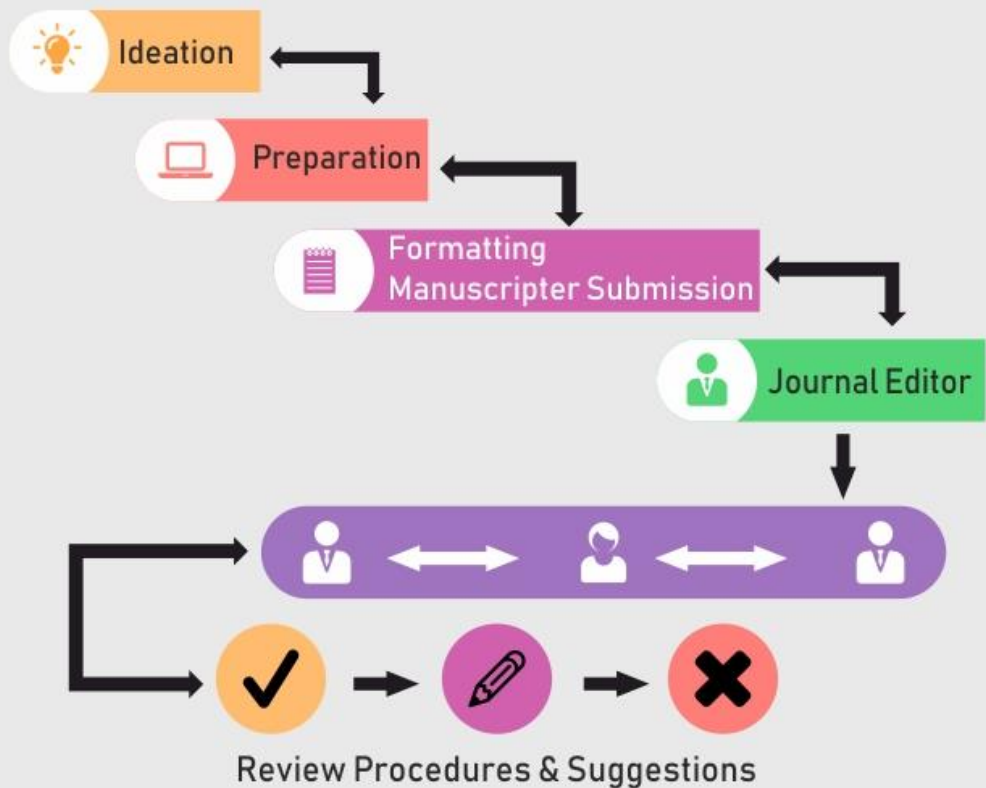 Ideation
Preparation
Formatting
Manuscripter Submission
Journal Editor
Review Procedures & Suggestions